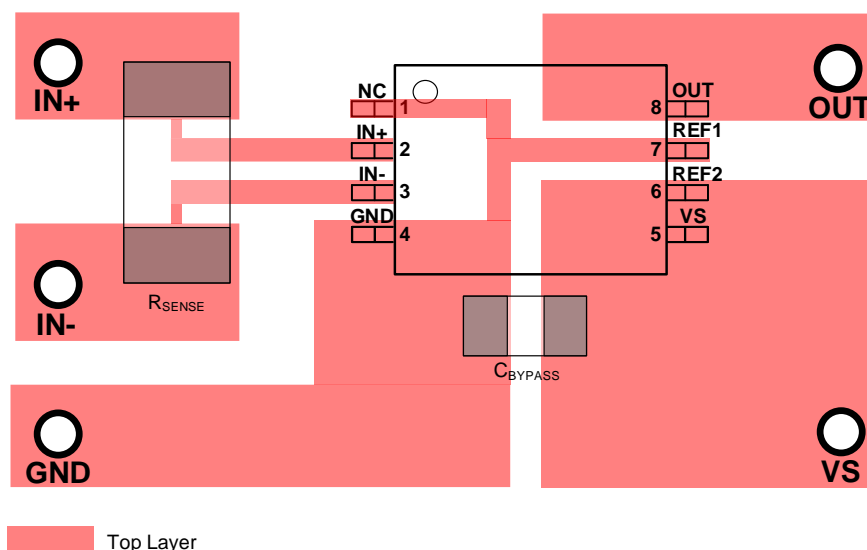 IN+
NC
1
IN+
2
IN-
3
GND
4
OUT
8
REF1
7
REF2
6
VS
5
OUT
RSENSE
IN-
CBYPASS
GND
VS
Top Layer